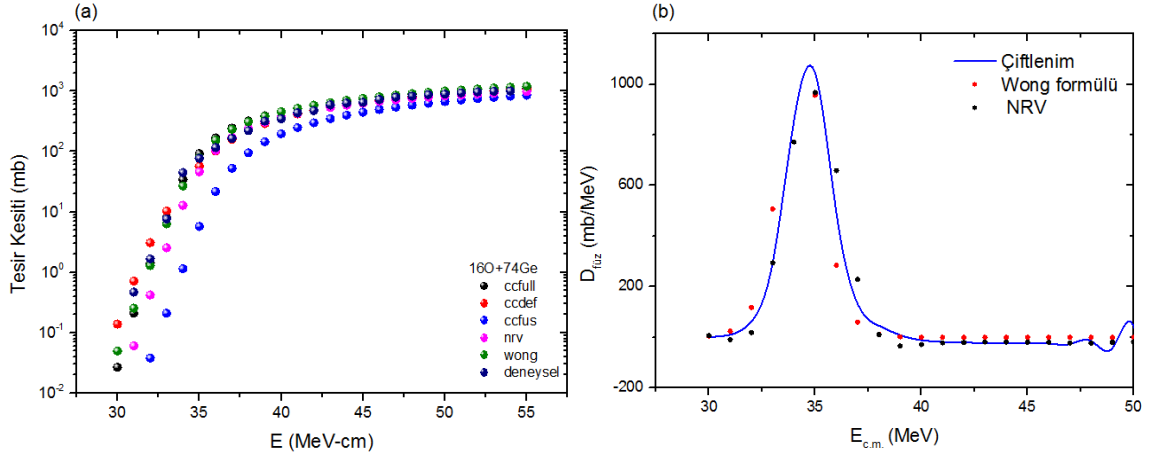 (a)
10^4
10^3
10^2
10^1
10^0
10^-1
10^-2
Tesir Kesiti (mb)
16O+74Ge
ccfull
ccdef
ccfus
nrv
wong
deneysel
30 35 40 45 50 55
E (MeV-cm)
(b)
Çiftlenim
Wong formülü
NRV
1000
600
200
-200
D_füz (mb/MeV)
30 35 40 45 50
E_c.m. (MeV)